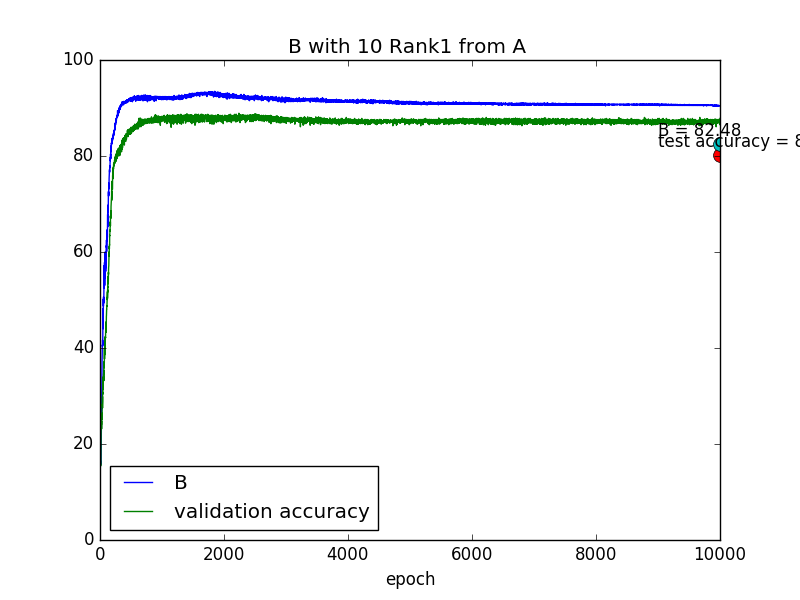 B with 10 Rank1 from A
100
80
60
40
20
0
B = 82.48
test accuracy = 8
B
validation accuracy
0 2000 4000 6000 8000 10000
epoch